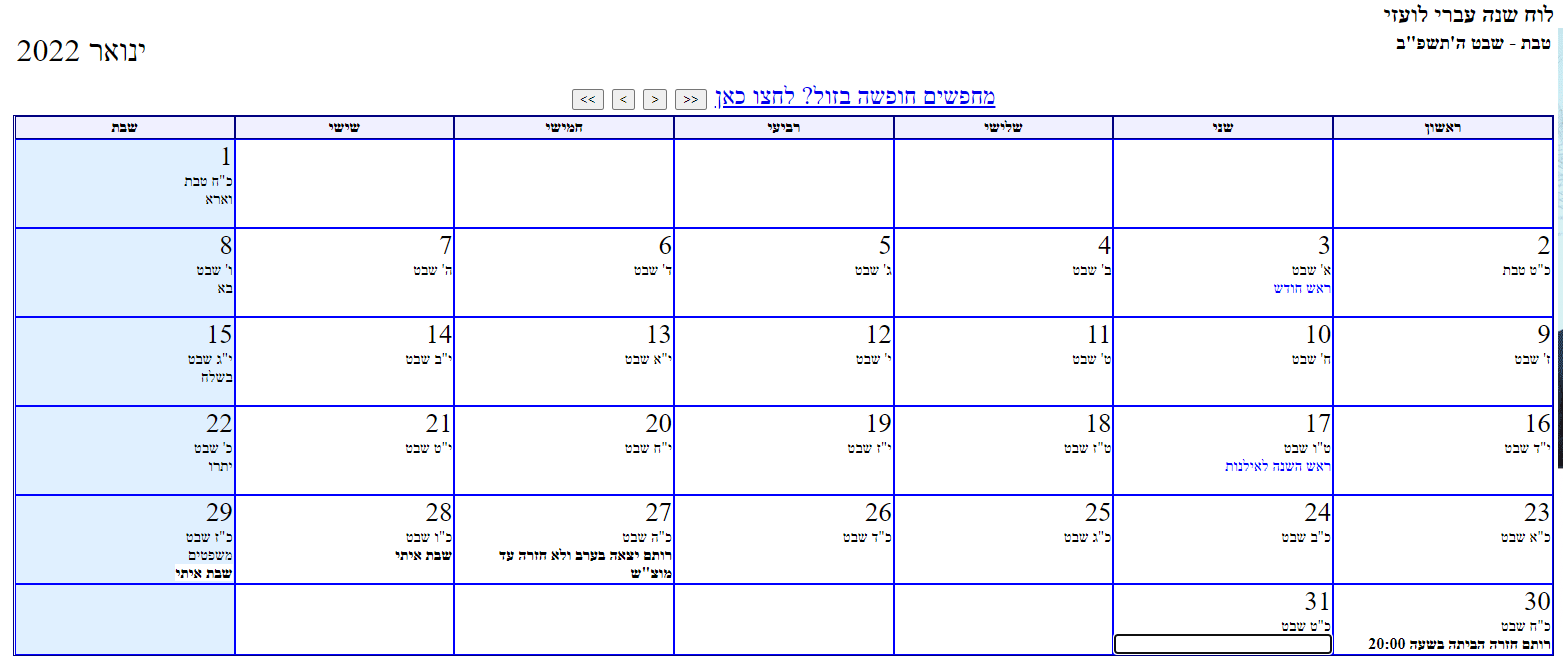 לוח שנה עברי לועזי
טבת - שבט ה'תשפ"ב
ינואר 2022
מחפשים חופשה בזול? לחצו כאן >> > < <<
ראשון שני שלישי רביעי חמישי שישי שבת
1
כ"ח טבת
וארא
2
כ"ט טבת
3
א' שבט
ראש חודש
4
ב' שבט
5
ג' שבט
6
ד' שבט
7
ה' שבט
8
ו' שבט
בא
9
ז' שבט
10
ח' שבט
11
ט' שבט
12
י' שבט
13
י"א שבט
14
י"ב שבט
15
י"ג שבט
בשלח
16
י"ד שבט
17
ט"ו שבט
ראש השנה לאילנות
18
ט"ז שבט
19
י"ז שבט
20
י"ח שבט
21
י"ט שבט
22
כ' שבט
יתרו
23
כ"א שבט
24
כ"ב שבט
25
כ"ג שבט
26
כ"ד שבט
27
כ"ה שבט
רותם יצאה בערב ולא חזרה עד
מוצ"ש
28
כ"ו שבט
שבת איתי
29
כ"ז שבט
משפטים
שבת איתי
30
כ"ח שבט
רותם חזרה הביתה בשעה 20:00
31
כ"ט שבט